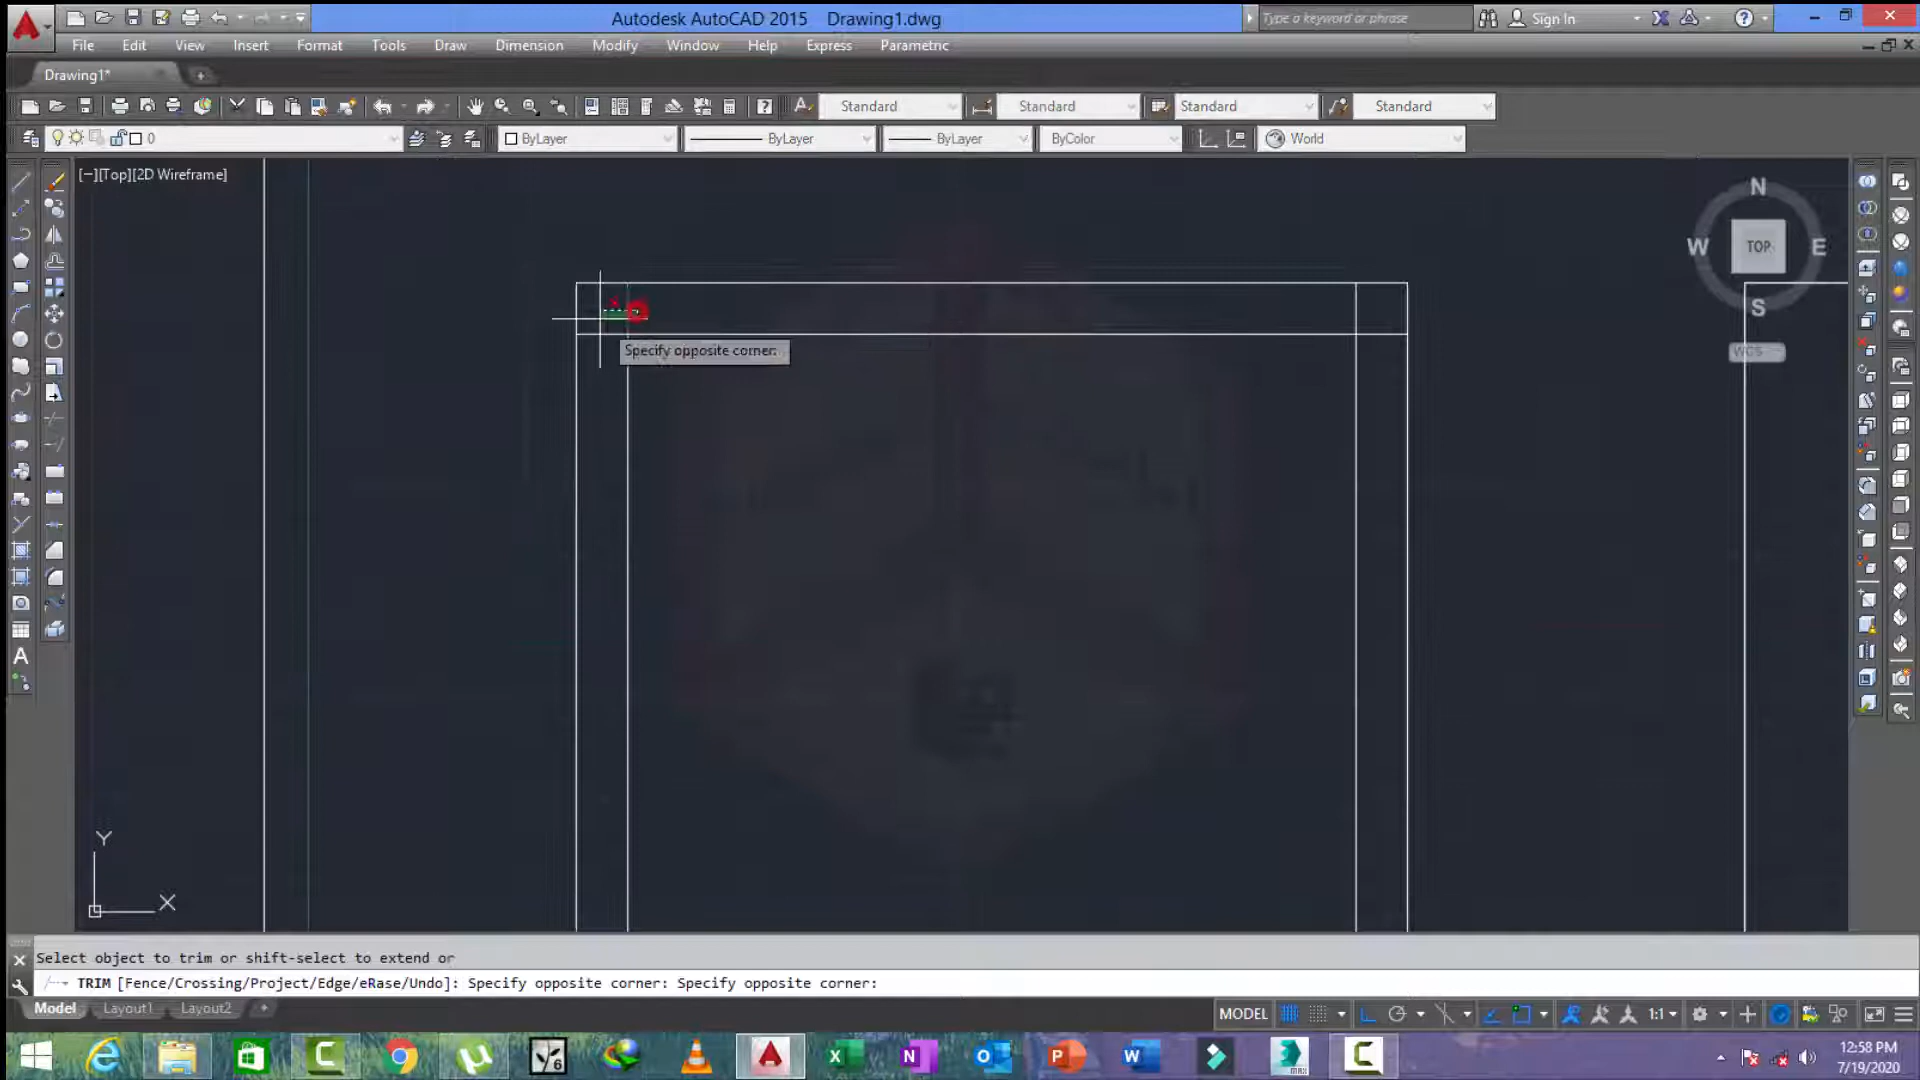 Autodesk AutoCAD 2015 Drawing1.dwg
Type a keyword or phrase
Sign In
File Edit View Insert Format Tools Draw Dimension Modify Window Help Express Parametric
Drawing1*
Standard Standard Standard Standard
0 ByLayer ByLayer ByLayer ByColor World
[−][Top][2D Wireframe]
N
W TOP E
S
WCS
Specify opposite corner:
Y
X
A
Select object to trim or shift-select to extend or
TRIM [Fence/Crossing/Project/Edge/eRase/Undo]: Specify opposite corner: Specify opposite corner:
Model Layout1 Layout2
MODEL 1:1
12:58 PM
7/19/2020